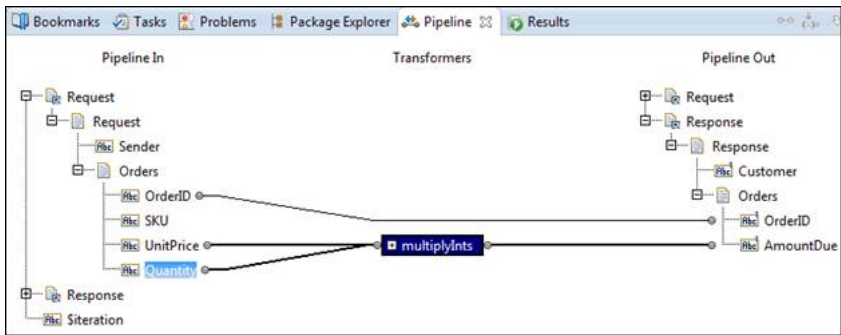 Bookmarks Tasks Problems Package Explorer Pipeline Results
Pipeline In Transformers Pipeline Out
Request Request
Request Response
Sender Response
Orders Customer
OrderID Orders
SKU OrderID
UnitPrice multiplyInts AmountDue
Quantity
Response
$iteration